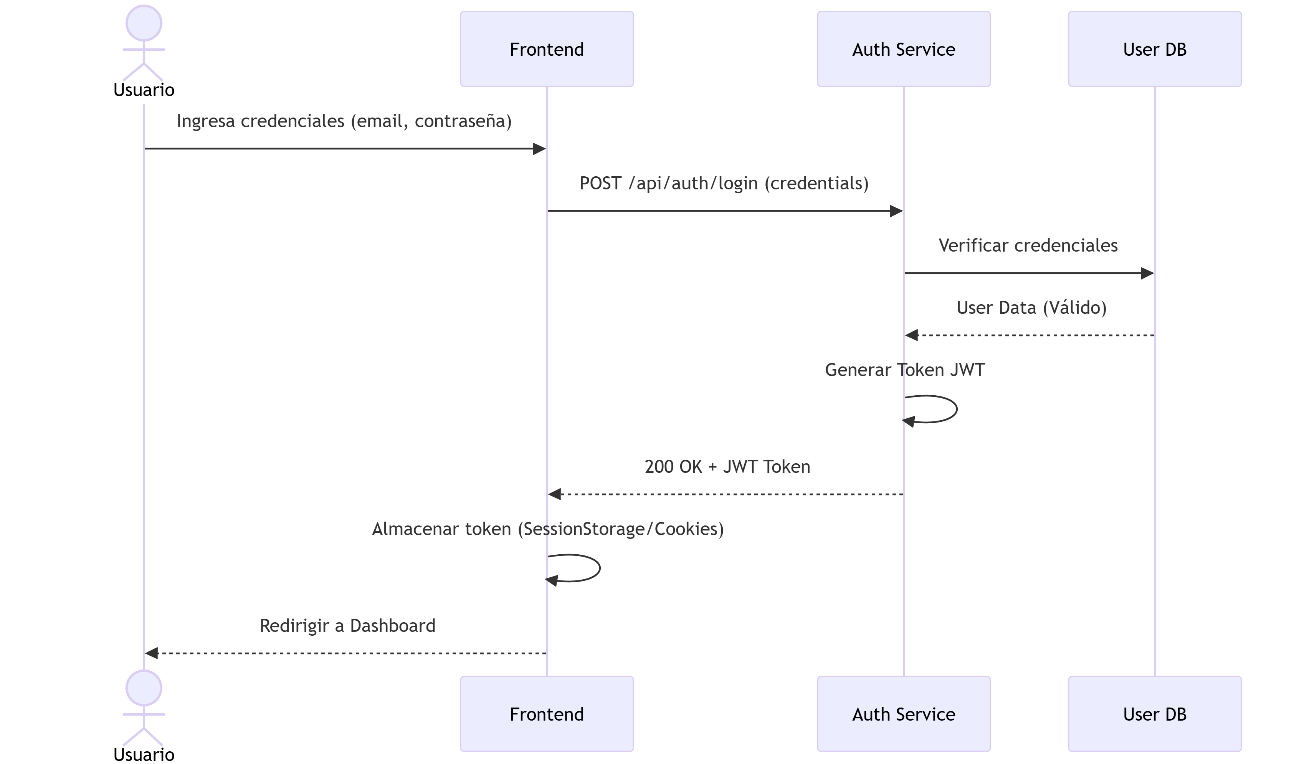 Usuario
Frontend
Auth Service
User DB
Ingresa credenciales (email, contraseña)
POST /api/auth/login (credentials)
Verificar credenciales
User Data (Válido)
Generar Token JWT
200 OK + JWT Token
Almacenar token (SessionStorage/Cookies)
Redirigir a Dashboard
Usuario
Frontend
Auth Service
User DB